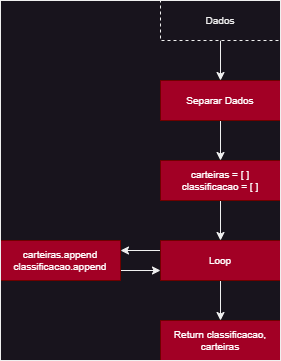 Dados
Separar Dados
carteiras = [ ]
classificacao = [ ]
carteiras.append
classificacao.append
Loop
Return classificacao,
carteiras